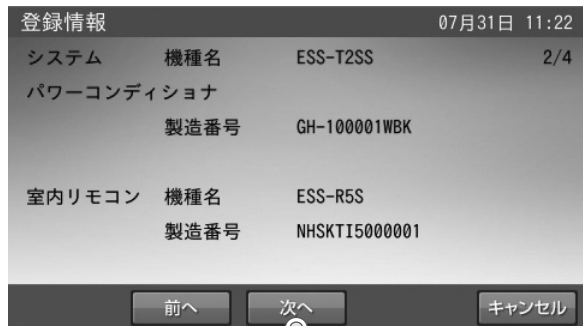 登録情報 07月31日 11:22
システム 機種名 ESS-T2SS 2/4
パワーコンディショナ
製造番号 GH-100001WBK
室内リモコン 機種名 ESS-R5S
製造番号 NHSKTI5000001
前へ 次へ キャンセル